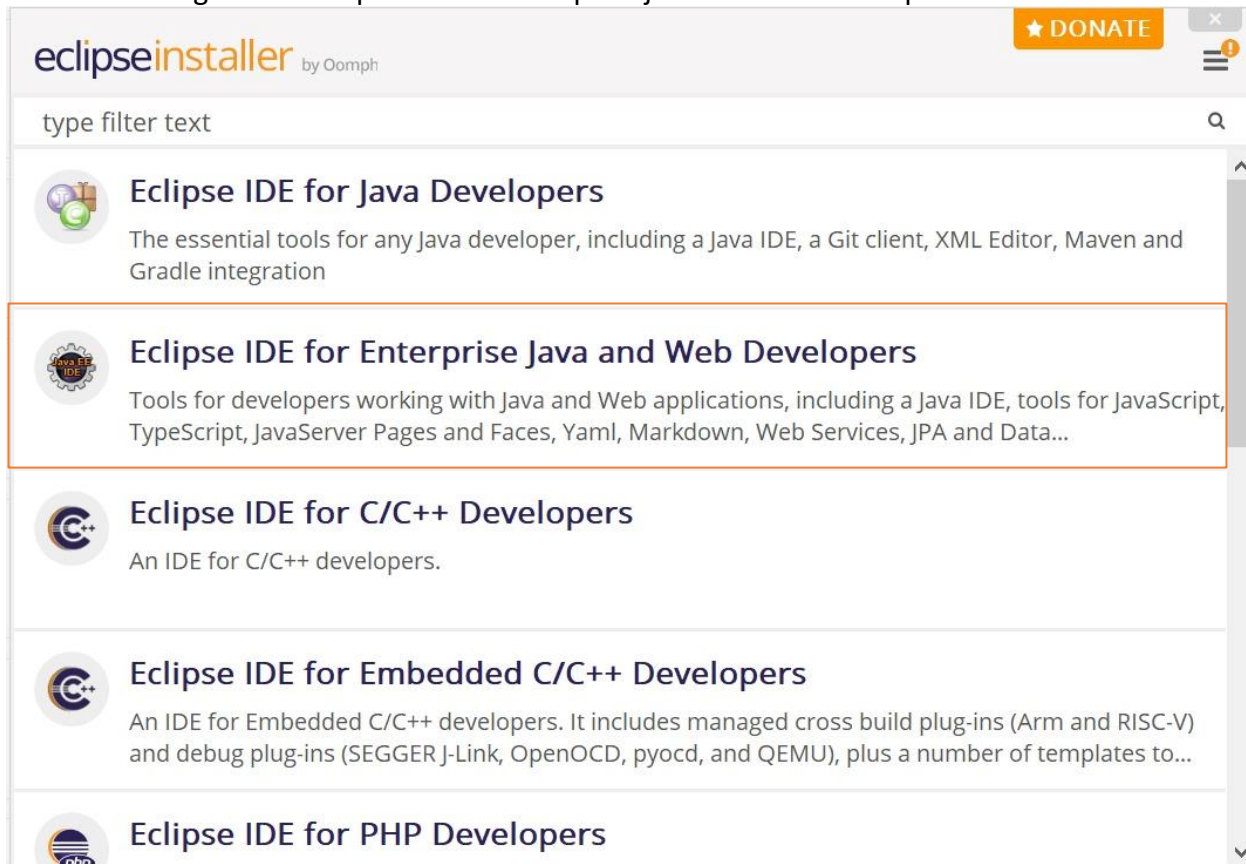 ★ DONATE
eclipseinstaller by Oomph
type filter text
Eclipse IDE for Java Developers
The essential tools for any Java developer, including a Java IDE, a Git client, XML Editor, Maven and
Gradle integration
Java EE
IDE
Eclipse IDE for Enterprise Java and Web Developers
Tools for developers working with Java and Web applications, including a Java IDE, tools for JavaScript,
TypeScript, JavaServer Pages and Faces, Yaml, Markdown, Web Services, JPA and Data...
C++
Eclipse IDE for C/C++ Developers
An IDE for C/C++ developers.
C++
Eclipse IDE for Embedded C/C++ Developers
An IDE for Embedded C/C++ developers. It includes managed cross build plug-ins (Arm and RISC-V)
and debug plug-ins (SEGGER J-Link, OpenOCD, pyocd, and QEMU), plus a number of templates to...
php
Eclipse IDE for PHP Developers